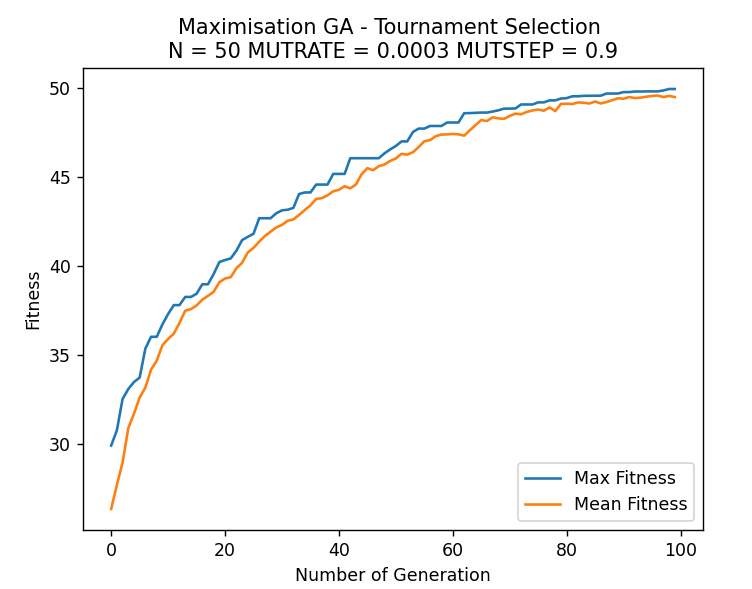 Maximisation GA - Tournament Selection
N = 50 MUTRATE = 0.0003 MUTSTEP = 0.9
50
45
40
35
30
Fitness
0 20 40 60 80 100
Number of Generation
Max Fitness
Mean Fitness